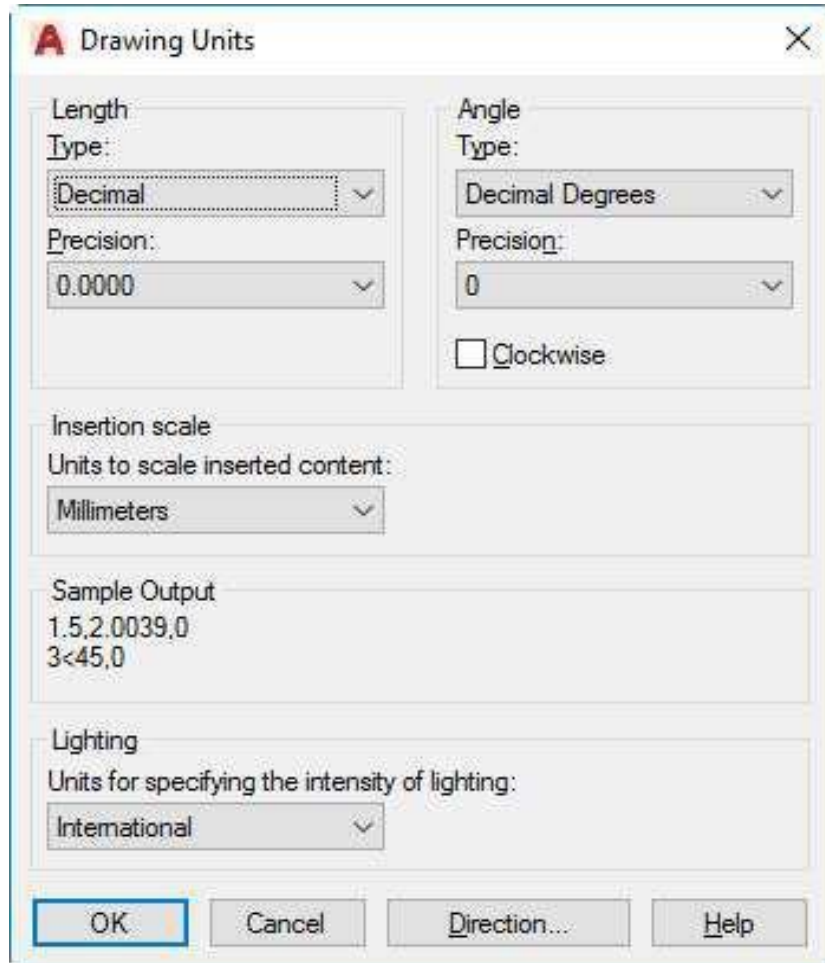 Drawing Units
Length
Type:
Decimal
Precision:
0.0000
Angle
Type:
Decimal Degrees
Precision:
0
Clockwise
Insertion scale
Units to scale inserted content:
Millimeters
Sample Output
1.5,2.0039,0
3<45,0
Lighting
Units for specifying the intensity of lighting:
International
OK
Cancel
Direction...
Help